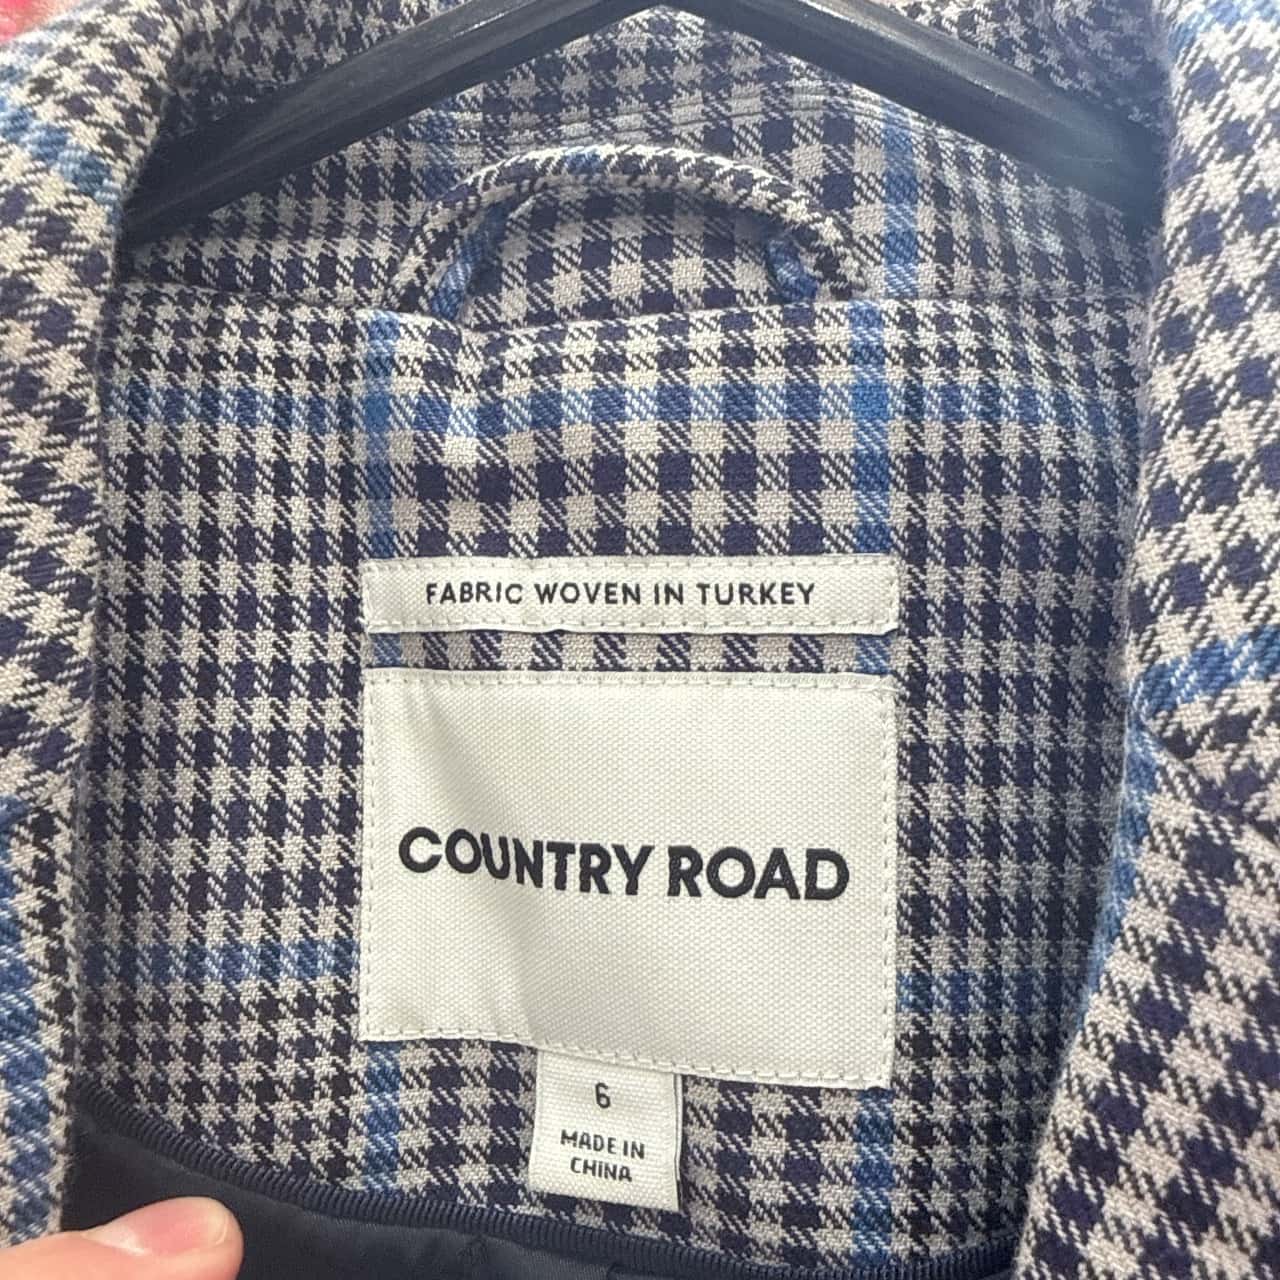 FABRIC WOVEN IN TURKEY
COUNTRY ROAD
6
MADE IN
CHINA